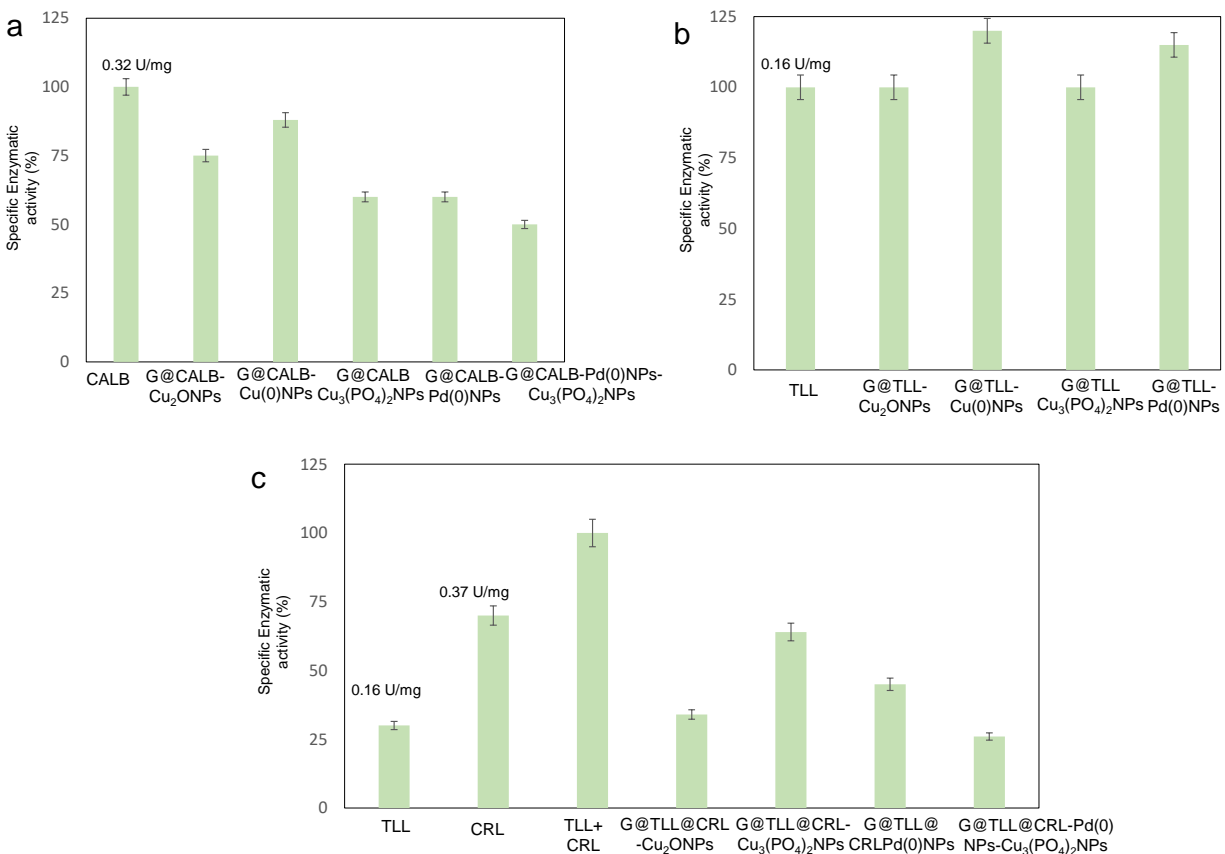 a
Specific Enzymatic
activity (%)
125
100
75
50
25
0
0.32 U/mg
CALB
G@CALB-
Cu₂ONPs
G@CALB-
Cu(0)NPs
G@CALB
Cu₃(PO₄)₂NPs
G@CALB-
Pd(0)NPs
G@CALB-Pd(0)NPs-
Cu₃(PO₄)₂NPs
b
Specific Enzymatic
activity (%)
125
100
75
50
25
0
0.16 U/mg
TLL
G@TLL-
Cu₂ONPs
G@TLL-
Cu(0)NPs
G@TLL
Cu₃(PO₄)₂NPs
G@TLL-
Pd(0)NPs
c
Specific Enzymatic
activity (%)
125
100
75
50
25
0
0.16 U/mg
0.37 U/mg
TLL
CRL
TLL+
CRL
G@TLL@CRL
-Cu₂ONPs
G@TLL@CRL-
Cu₃(PO₄)₂NPs
G@TLL@
CRLPd(0)NPs
G@TLL@CRL-Pd(0)
NPs-Cu₃(PO₄)₂NPs